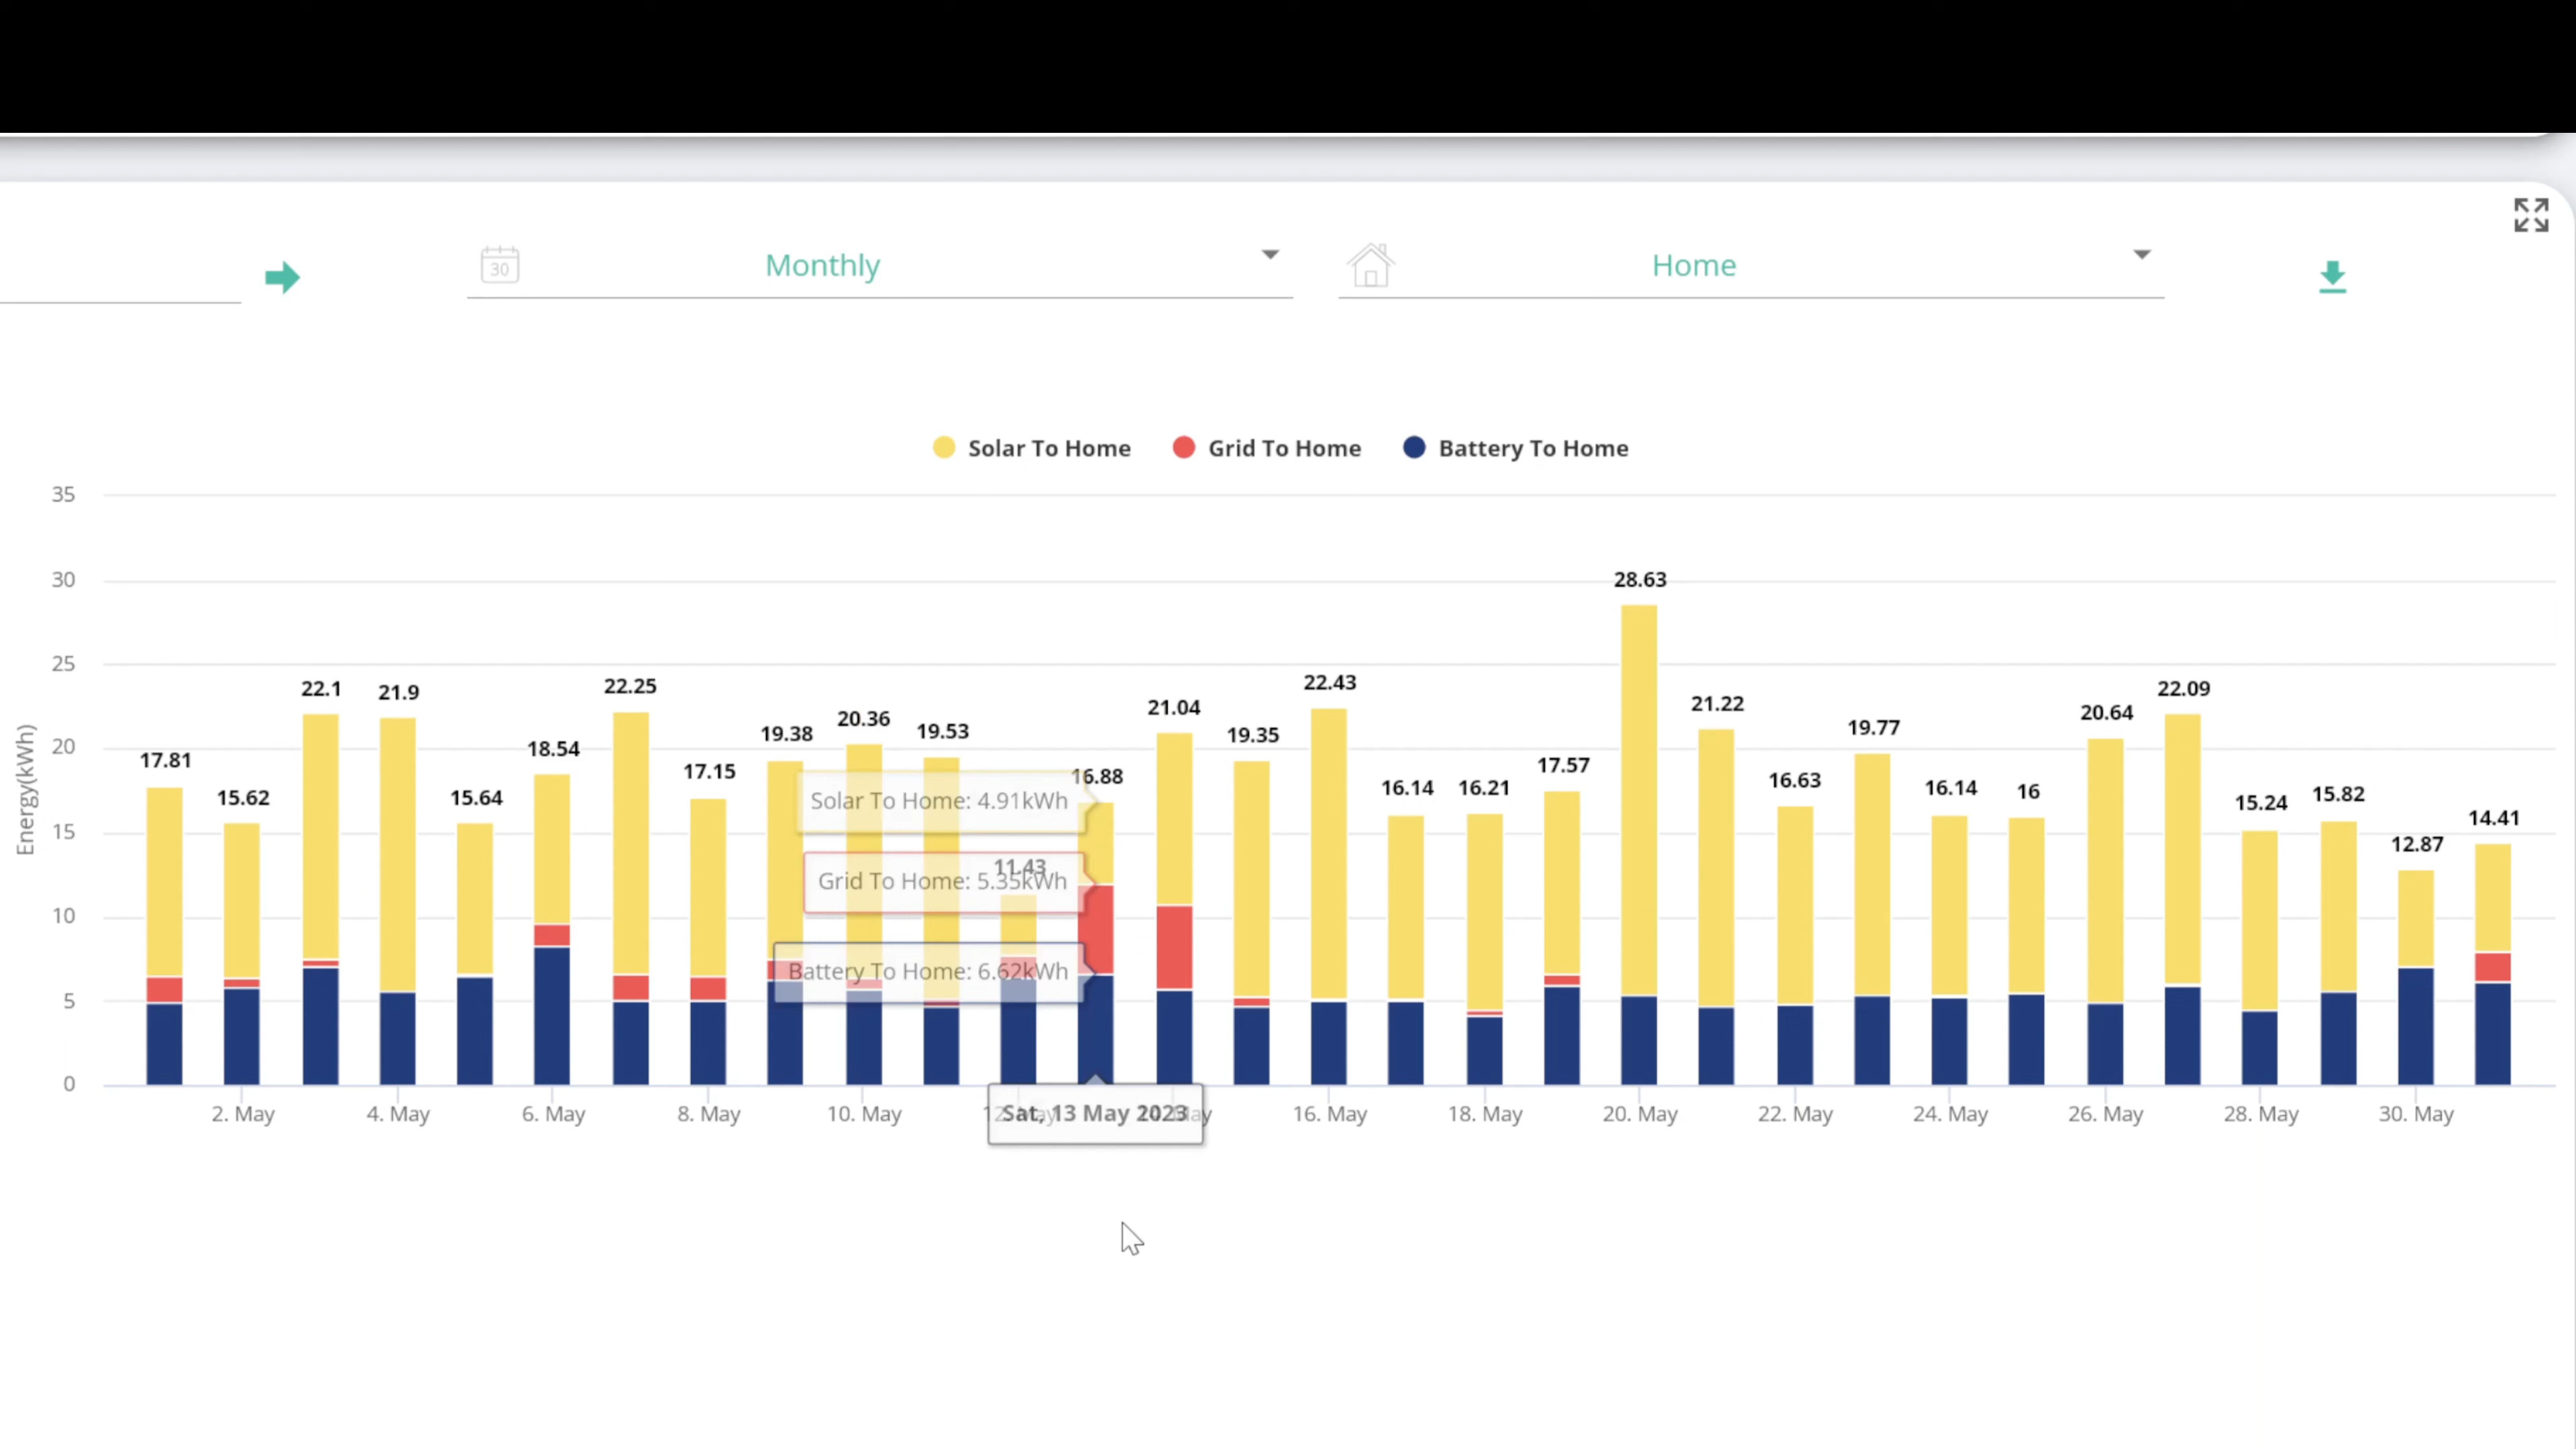 30
Monthly
Home
Solar To Home
Grid To Home
Battery To Home
35
30
25
20
15
10
5
0
Energy(kWh)
17.81
15.62
22.1
21.9
15.64
18.54
22.25
17.15
19.38
20.36
19.53
11.43
16.88
21.04
19.35
22.43
16.14
16.21
17.57
28.63
21.22
16.63
19.77
16.14
16
20.64
22.09
15.24
15.82
12.87
14.41
Solar To Home: 4.91kWh
Grid To Home: 5.35kWh
Battery To Home: 6.62kWh
2. May
4. May
6. May
8. May
10. May
Sat, 13 May 2023
16. May
18. May
20. May
22. May
24. May
26. May
28. May
30. May